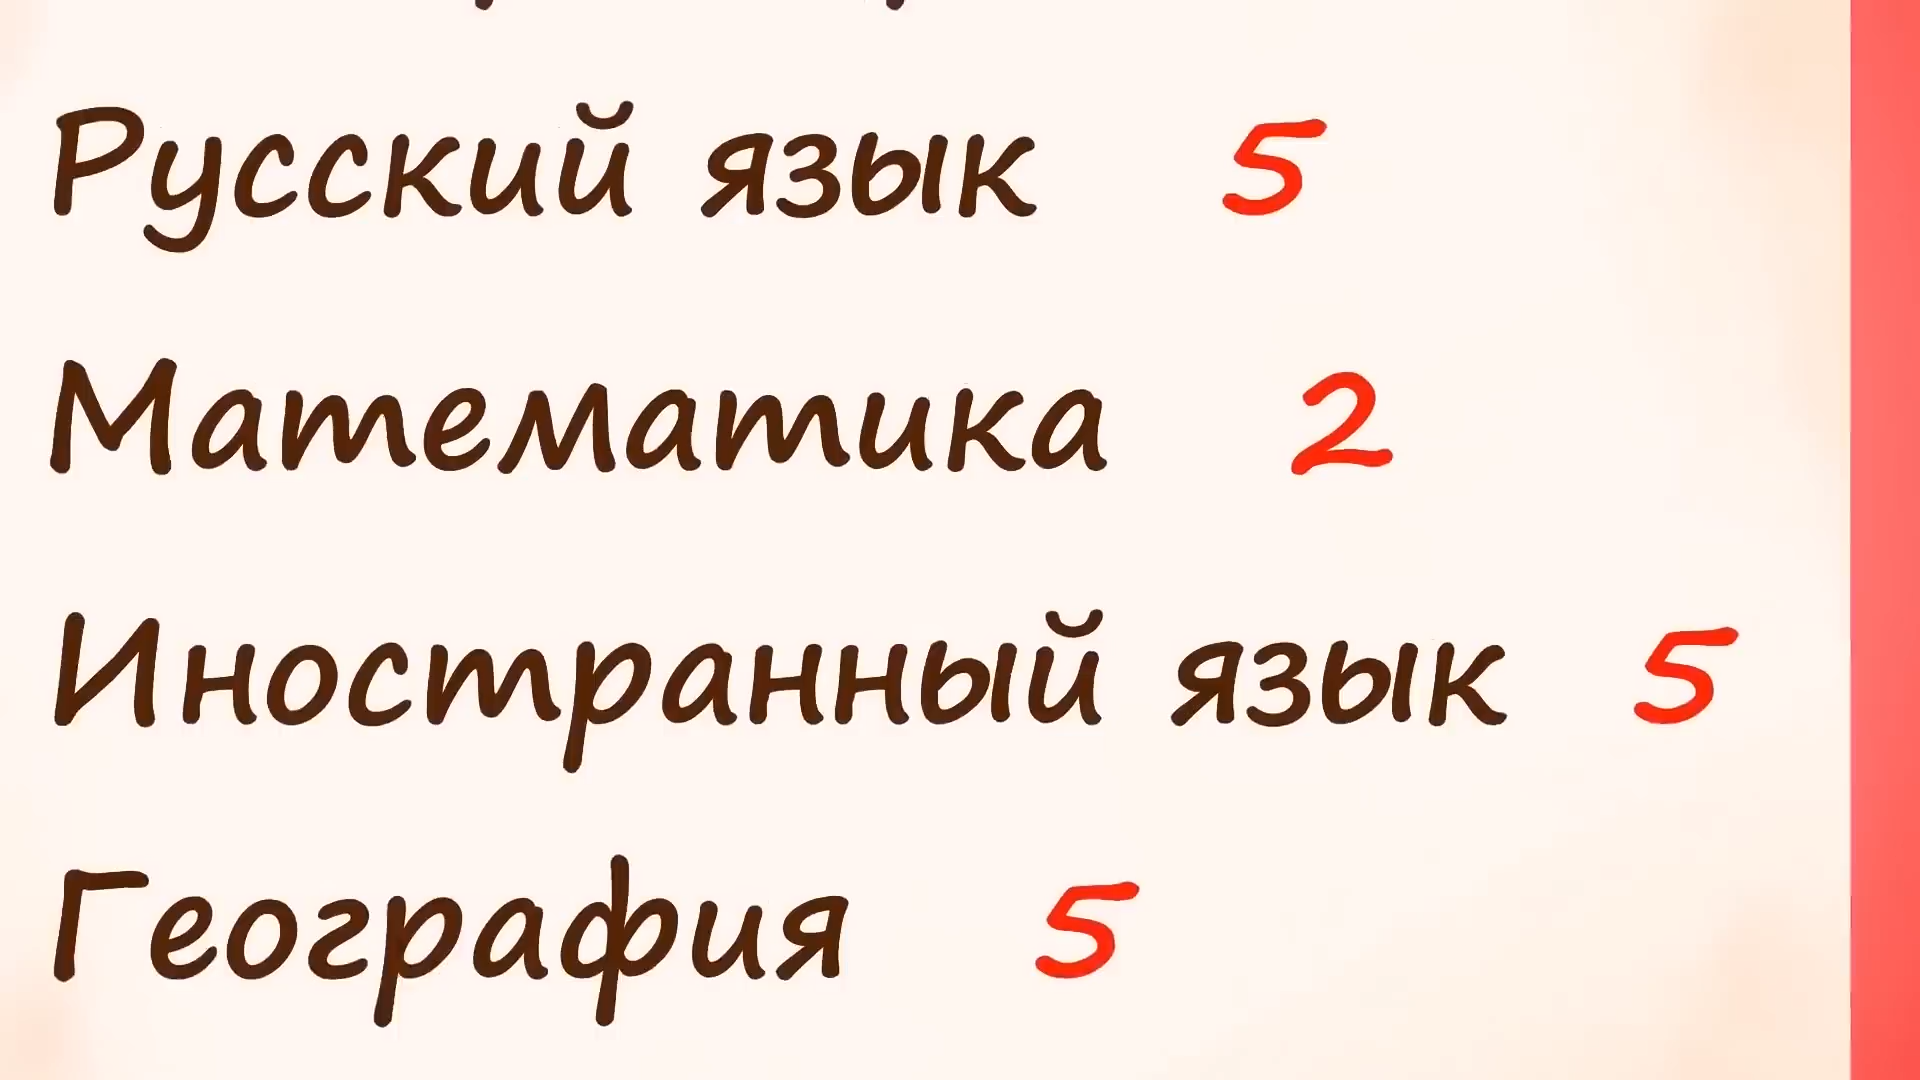 Русский язык 5
Математика 2
Иностранный язык 5
География 5